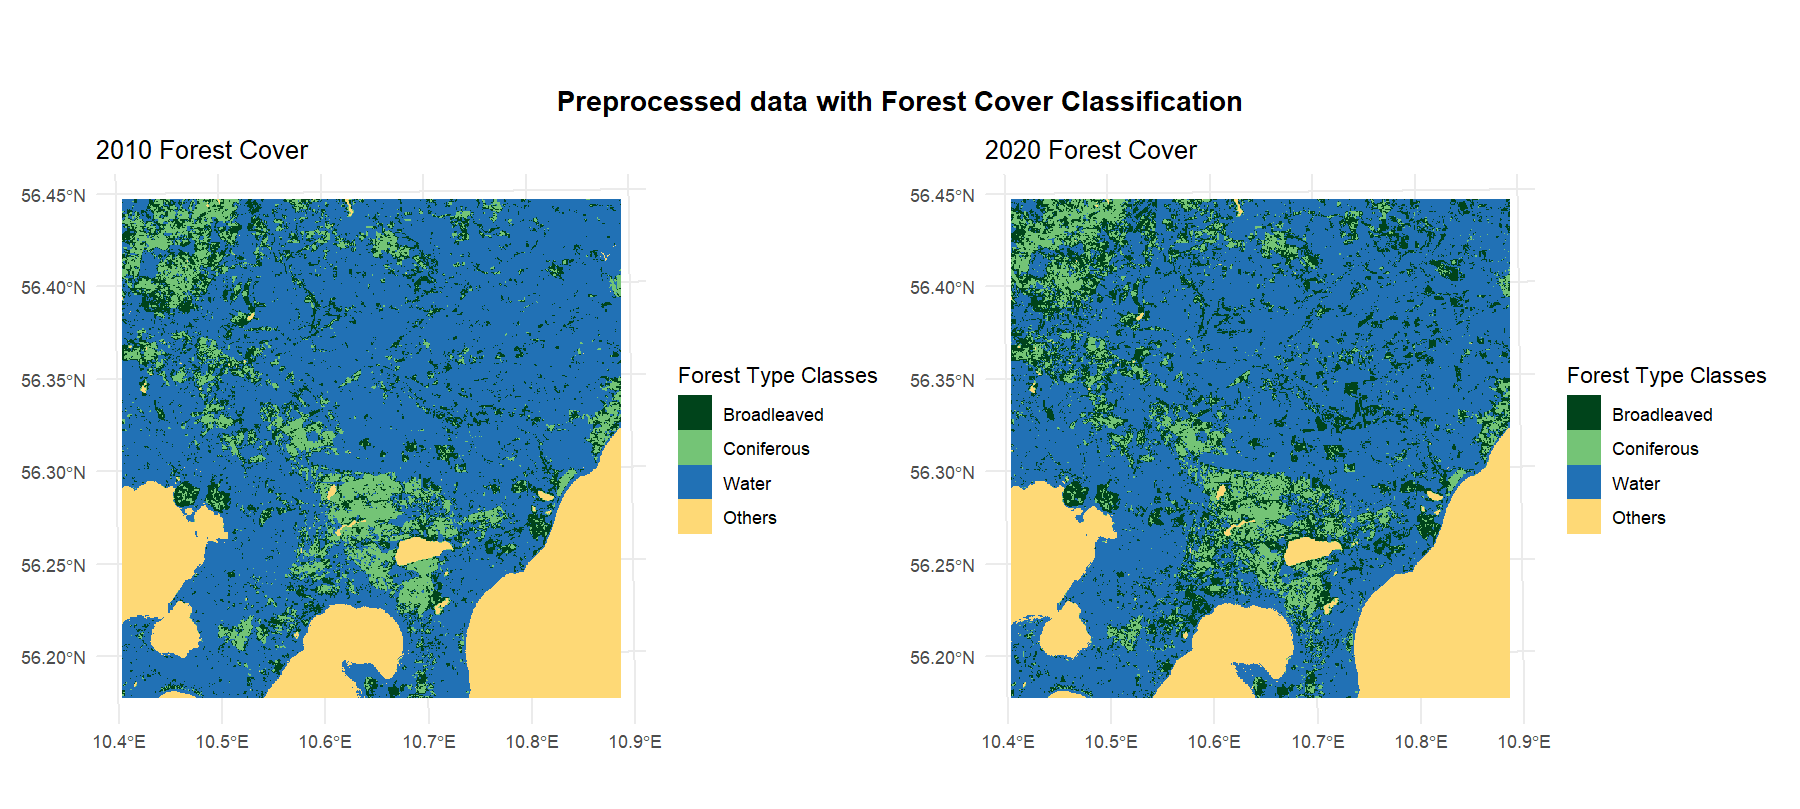 Preprocessed data with Forest Cover Classification
2010 Forest Cover
56.45°N
56.40°N
56.35°N
56.30°N
56.25°N
56.20°N
10.4°E
10.5°E
10.6°E
10.7°E
10.8°E
10.9°E
Forest Type Classes
Broadleaved
Coniferous
Water
Others
2020 Forest Cover
56.45°N
56.40°N
56.35°N
56.30°N
56.25°N
56.20°N
10.4°E
10.5°E
10.6°E
10.7°E
10.8°E
10.9°E
Forest Type Classes
Broadleaved
Coniferous
Water
Others